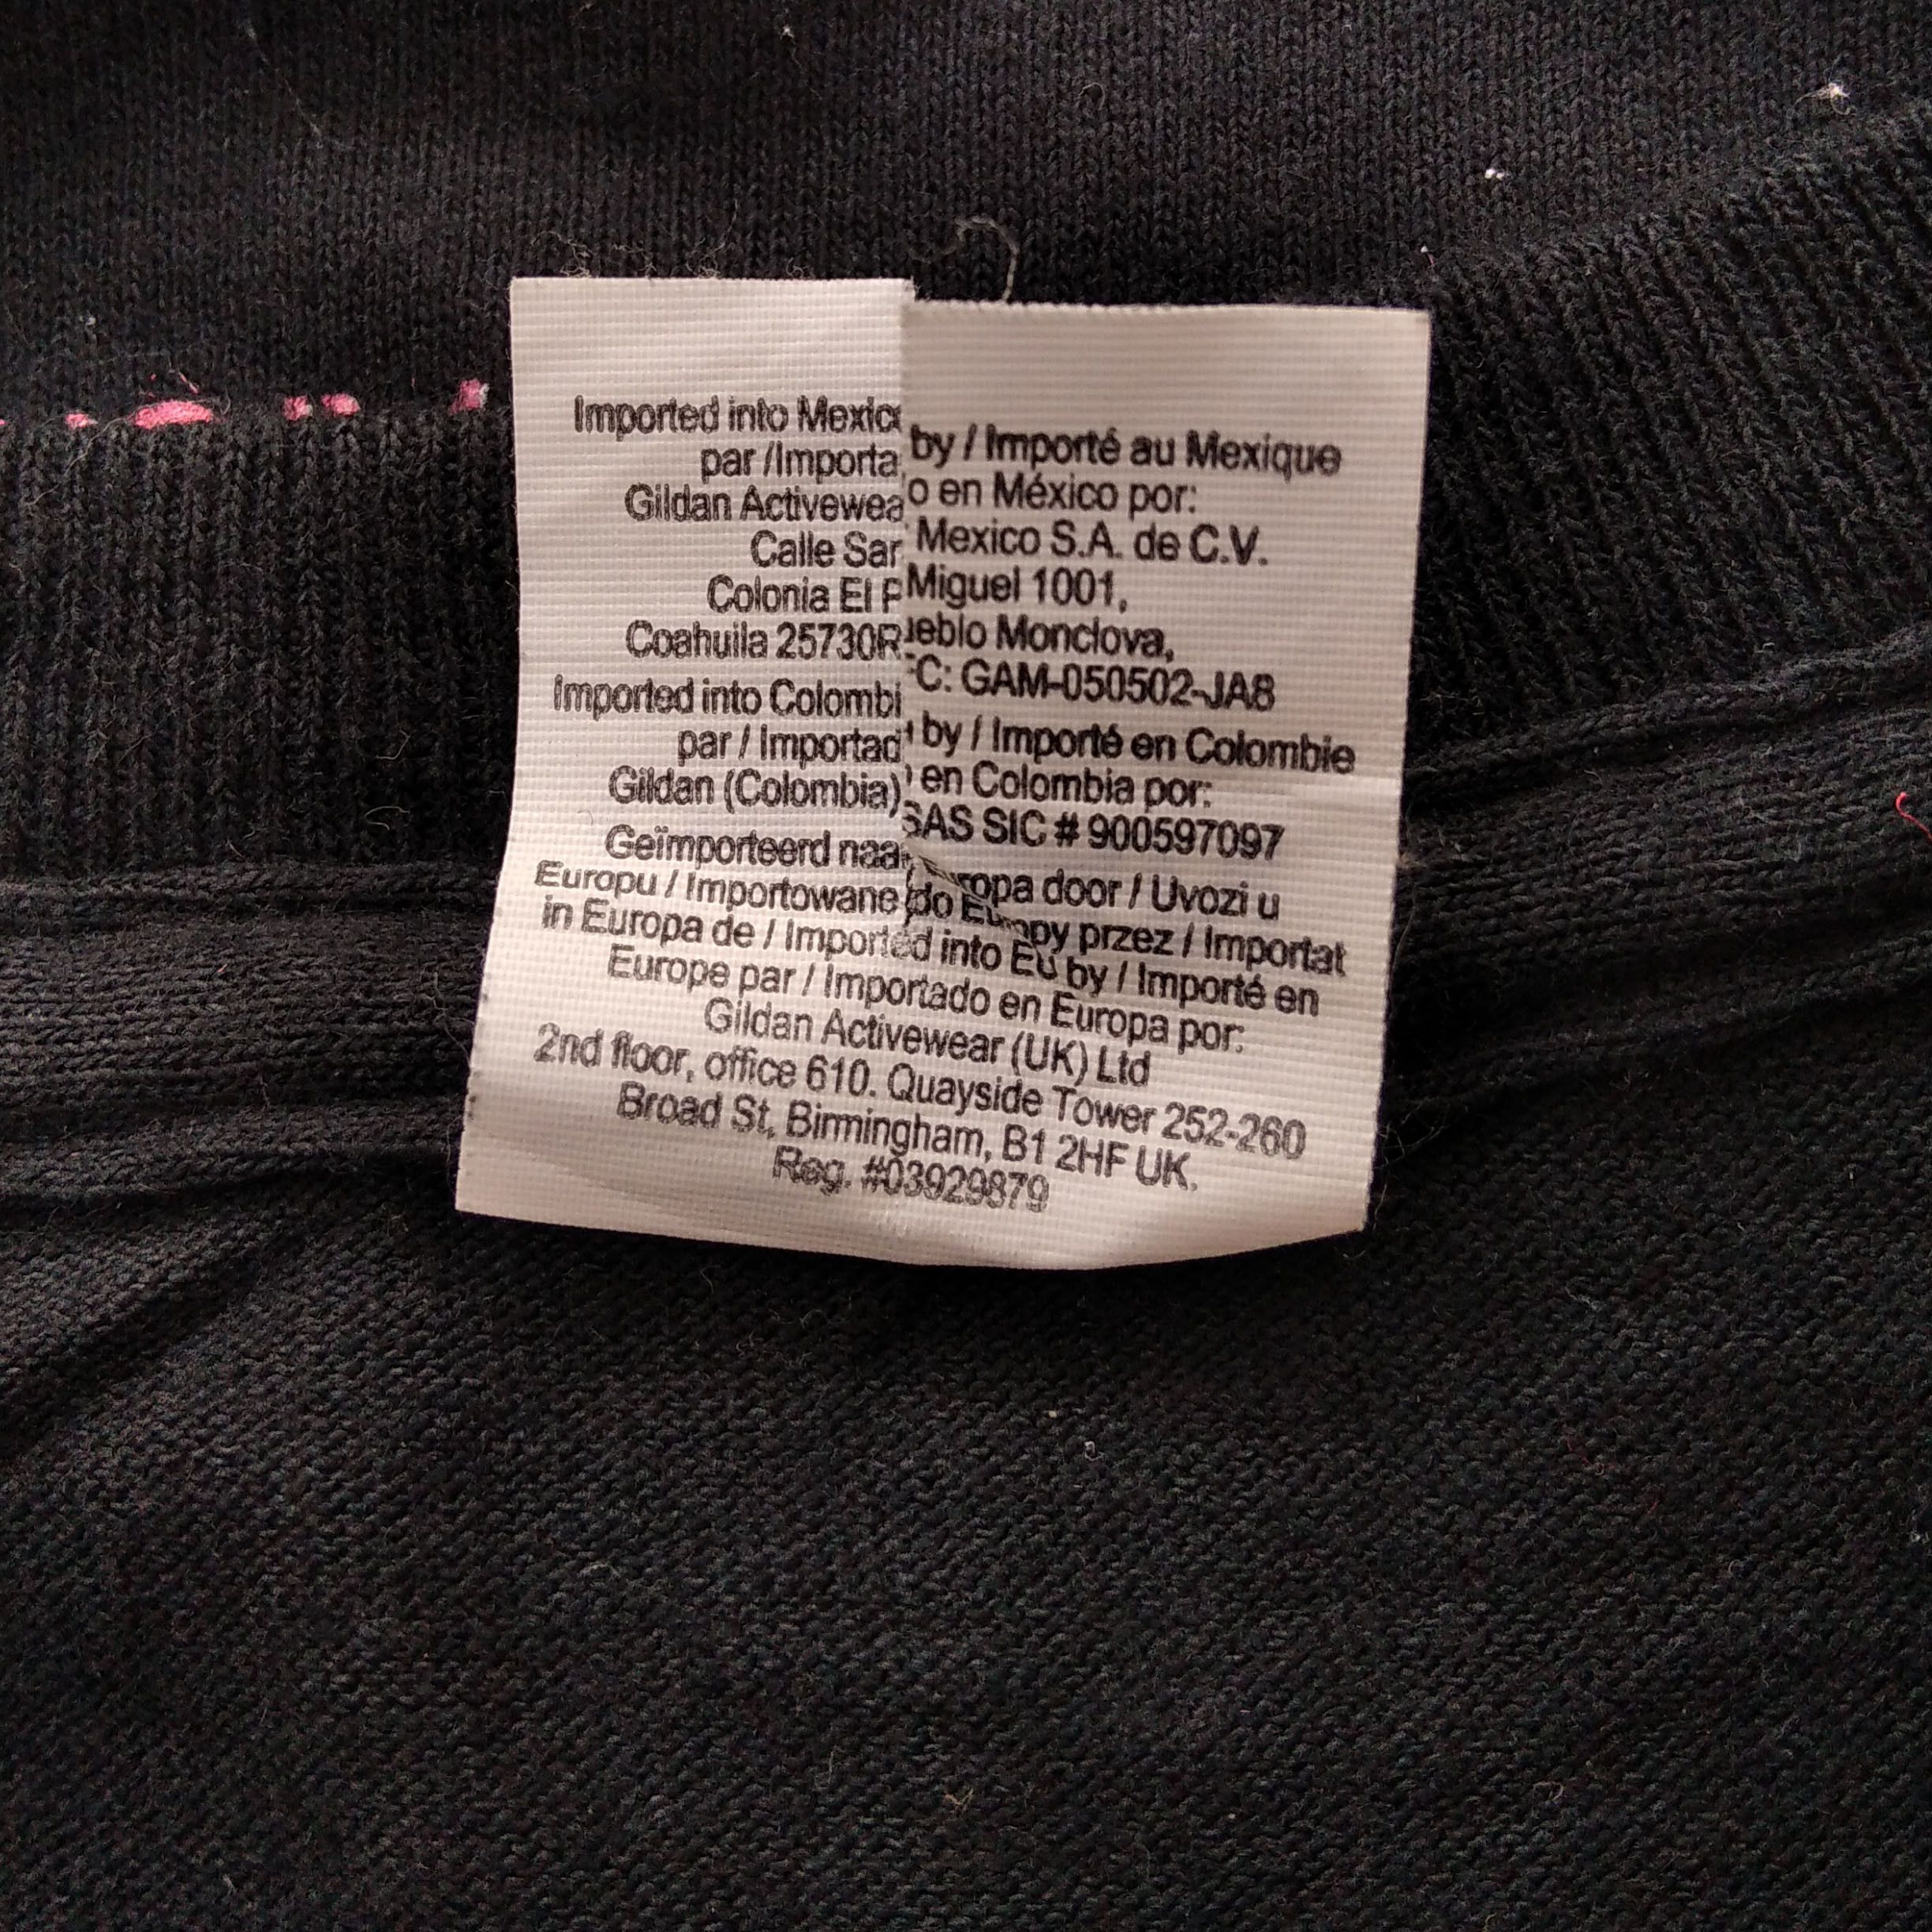 Imported into Mexico by / Importé au Mexique
par /Importado en México por:
Gildan Activewear Mexico S.A. de C.V.
Calle San Miguel 1001,
Colonia El Pueblo Monclova,
Coahuila 25730RFC: GAM-050502-JA8
Imported into Colombia by / Importé en Colombie
par / Importado en Colombia por:
Gildan (Colombia) SAS SIC # 900597097
Geïmporteerd naar Europa door / Uvozi u
Europu / Importowane do Europy przez / Importat
in Europa de / Imported into EU by / Importé en
Europe par / Importado en Europa por:
Gildan Activewear (UK) Ltd
2nd floor, office 610. Quayside Tower 252-260
Broad St, Birmingham, B1 2HF UK.
Reg. #03929879